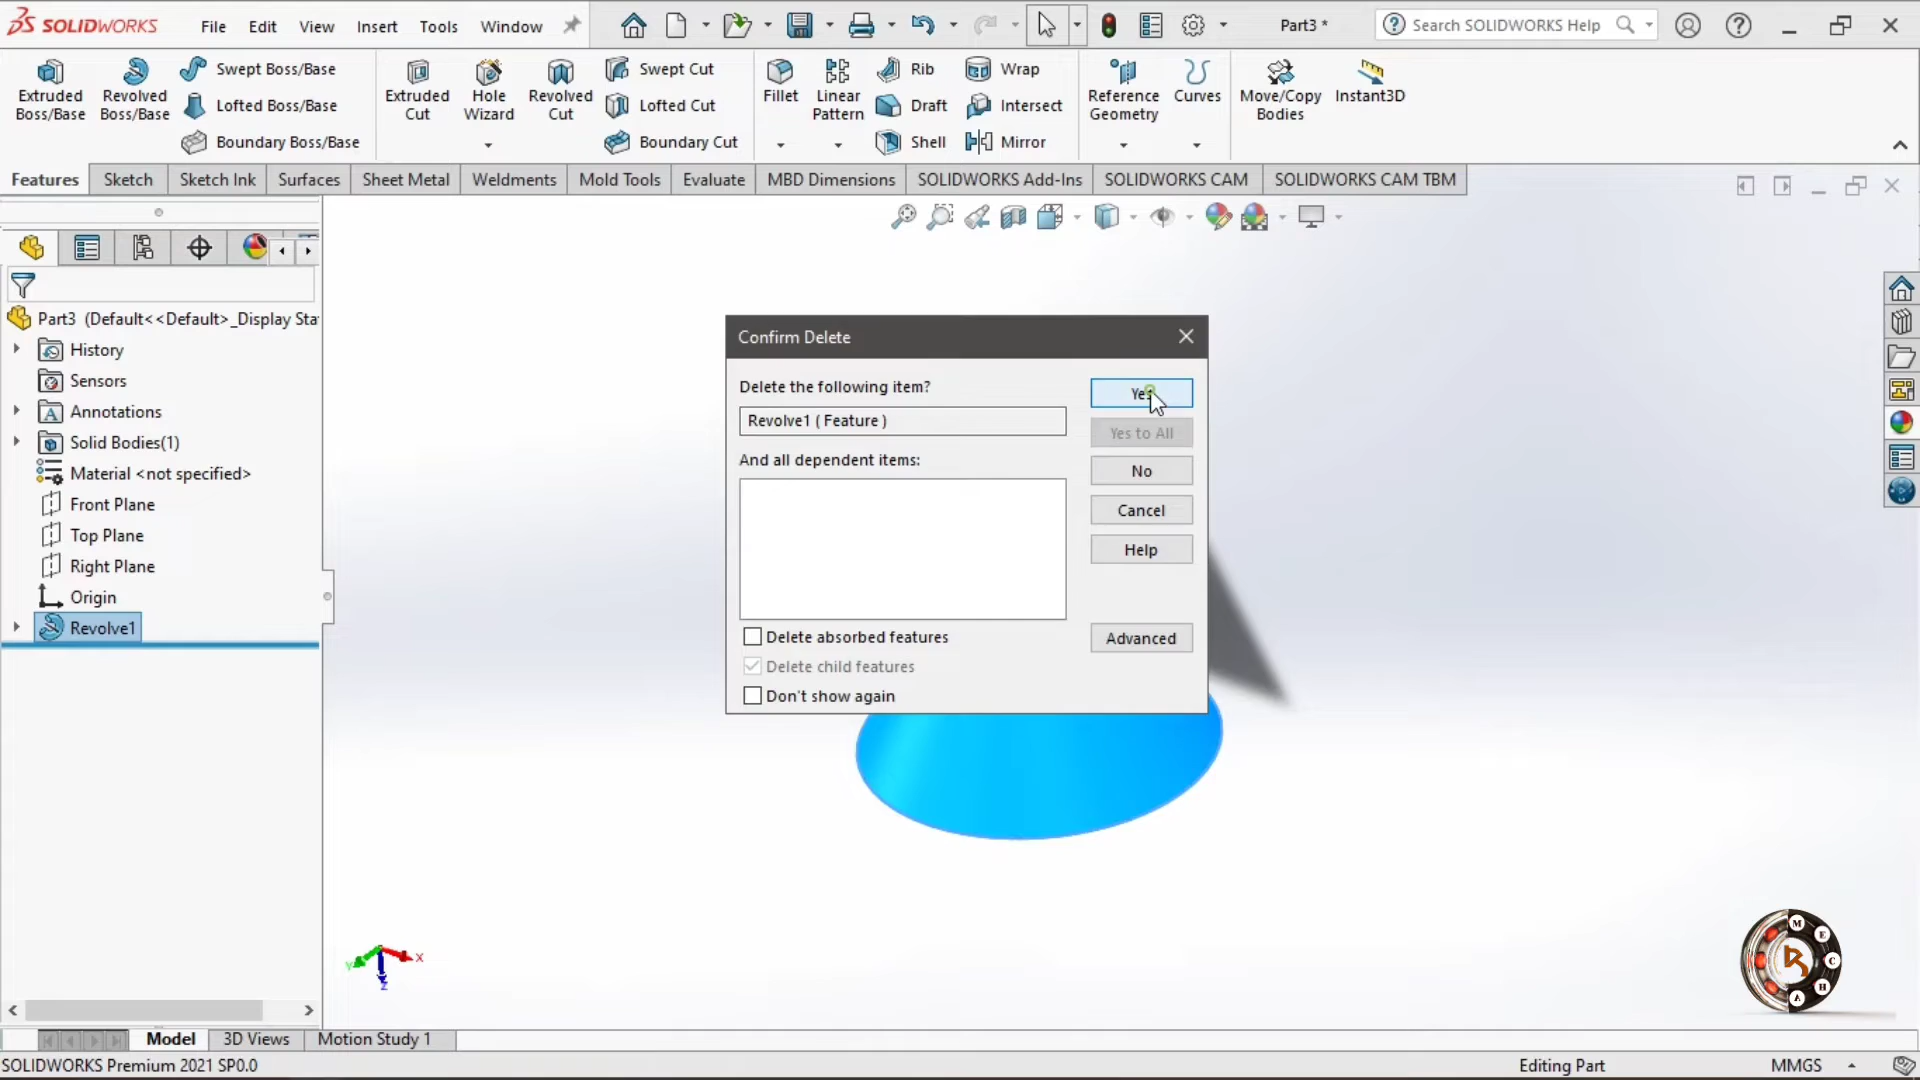 SOLIDWORKS File Edit View Insert Tools Window Part3 * Search SOLIDWORKS Help
Extruded Boss/Base
Revolved Boss/Base
Swept Boss/Base
Lofted Boss/Base
Boundary Boss/Base
Extruded Cut
Hole Wizard
Revolved Cut
Swept Cut
Lofted Cut
Boundary Cut
Fillet
Linear Pattern
Rib
Draft
Shell
Wrap
Intersect
Mirror
Reference Geometry
Curves
Move/Copy Bodies
Instant3D
Features Sketch Sketch Ink Surfaces Sheet Metal Weldments Mold Tools Evaluate MBD Dimensions SOLIDWORKS Add-Ins SOLIDWORKS CAM SOLIDWORKS CAM TBM
Part3 (Default<<Default>_Display Sta
History
Sensors
Annotations
Solid Bodies(1)
Material <not specified>
Front Plane
Top Plane
Right Plane
Origin
Revolve1
Confirm Delete
Delete the following item?
Revolve1 ( Feature )
And all dependent items:
Delete absorbed features
Delete child features
Don't show again
Yes
Yes to All
No
Cancel
Help
Advanced
Y X
Z
M E C H A
Model 3D Views Motion Study 1
SOLIDWORKS Premium 2021 SP0.0 Editing Part MMGS